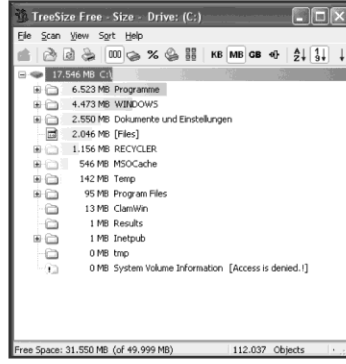 TreeSize Free - Size - Drive: (C:)
File Scan View Sort Help
000 % KB MB GB
17.546 MB C:\
6.523 MB Programme
4.473 MB WINDOWS
2.550 MB Dokumente und Einstellungen
2.046 MB [Files]
1.156 MB RECYCLER
546 MB MSOCache
142 MB Temp
95 MB Program Files
13 MB ClamWin
1 MB Results
1 MB Inetpub
0 MB tmp
0 MB System Volume Information [Access is denied.!]
Free Space: 31.550 MB (of 49.999 MB) 112.037 Objects